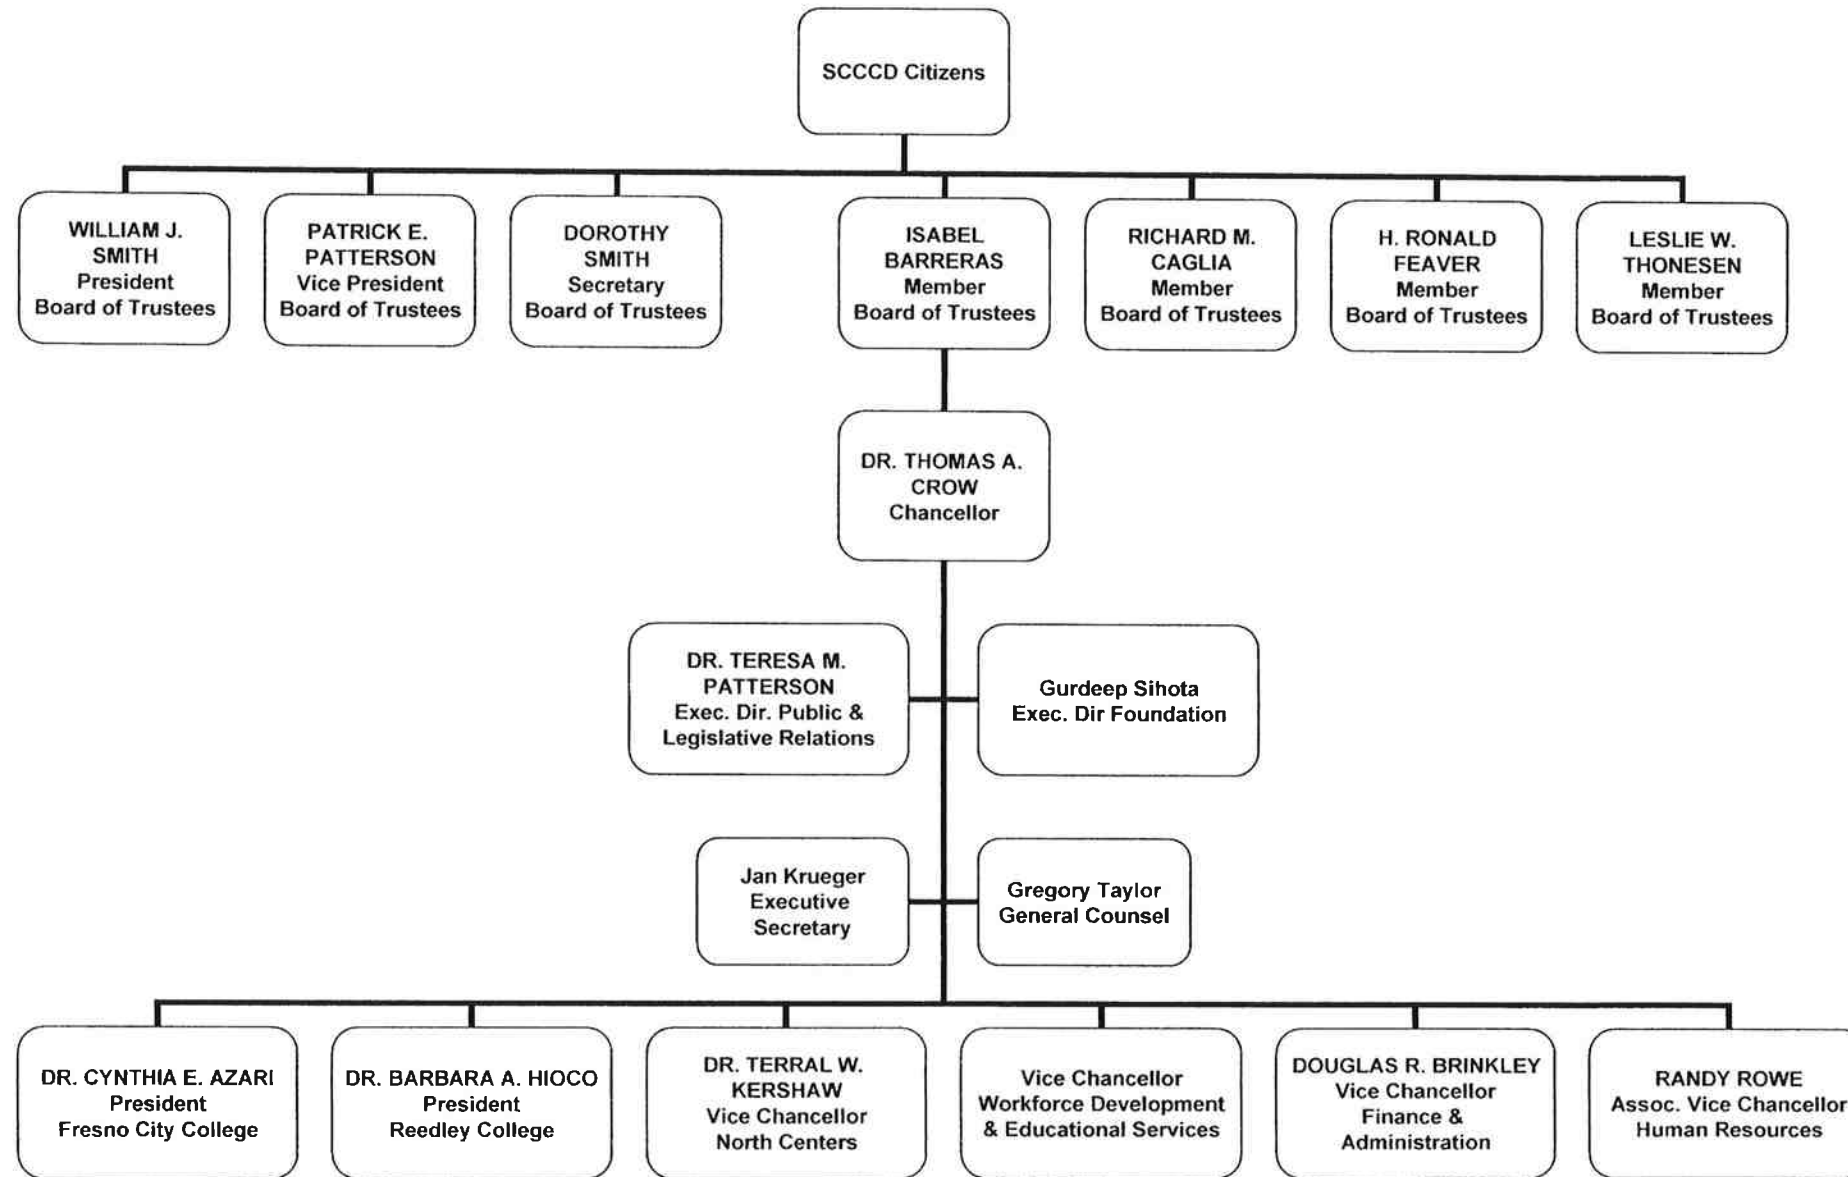 SCCCD Citizens
WILLIAM J.
SMITH
President
Board of Trustees
PATRICK E.
PATTERSON
Vice President
Board of Trustees
DOROTHY
SMITH
Secretary
Board of Trustees
ISABEL
BARRERAS
Member
Board of Trustees
RICHARD M.
CAGLIA
Member
Board of Trustees
H. RONALD
FEAVER
Member
Board of Trustees
LESLIE W.
THONESEN
Member
Board of Trustees
DR. THOMAS A.
CROW
Chancellor
DR. TERESA M.
PATTERSON
Exec. Dir. Public &
Legislative Relations
Gurdeep Sihota
Exec. Dir Foundation
Jan Krueger
Executive
Secretary
Gregory Taylor
General Counsel
DR. CYNTHIA E. AZARI
President
Fresno City College
DR. BARBARA A. HIOCO
President
Reedley College
DR. TERRAL W.
KERSHAW
Vice Chancellor
North Centers
Vice Chancellor
Workforce Development
& Educational Services
DOUGLAS R. BRINKLEY
Vice Chancellor
Finance &
Administration
RANDY ROWE
Assoc. Vice Chancellor
Human Resources